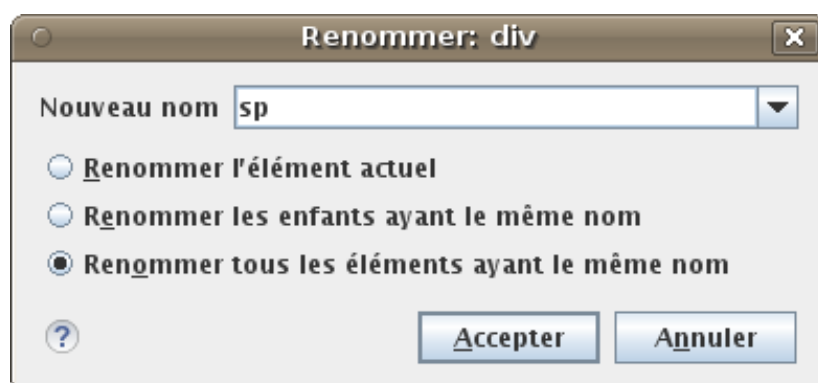 Renommer: div
Nouveau nom sp
Renommer l'élément actuel
Renommer les enfants ayant le même nom
Renommer tous les éléments ayant le même nom
? Accepter Annuler